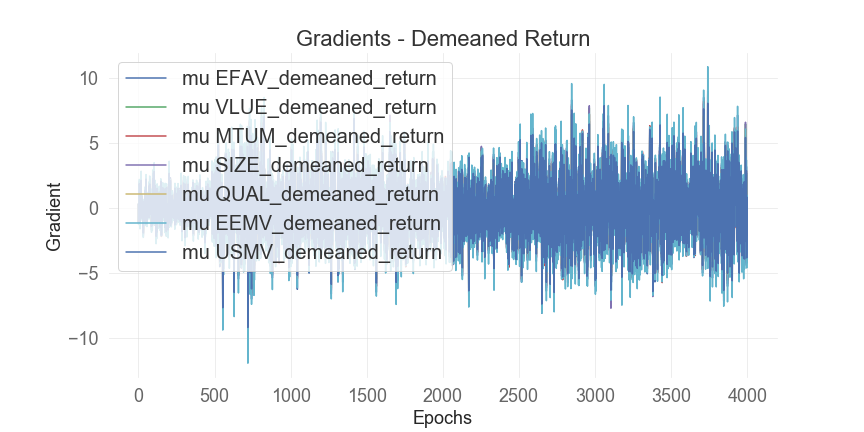 Gradients - Demeaned Return
10
5
0
−5
−10
Gradient
mu EFAV_demeaned_return
mu VLUE_demeaned_return
mu MTUM_demeaned_return
mu SIZE_demeaned_return
mu QUAL_demeaned_return
mu EEMV_demeaned_return
mu USMV_demeaned_return
0 500 1000 1500 2000 2500 3000 3500 4000
Epochs